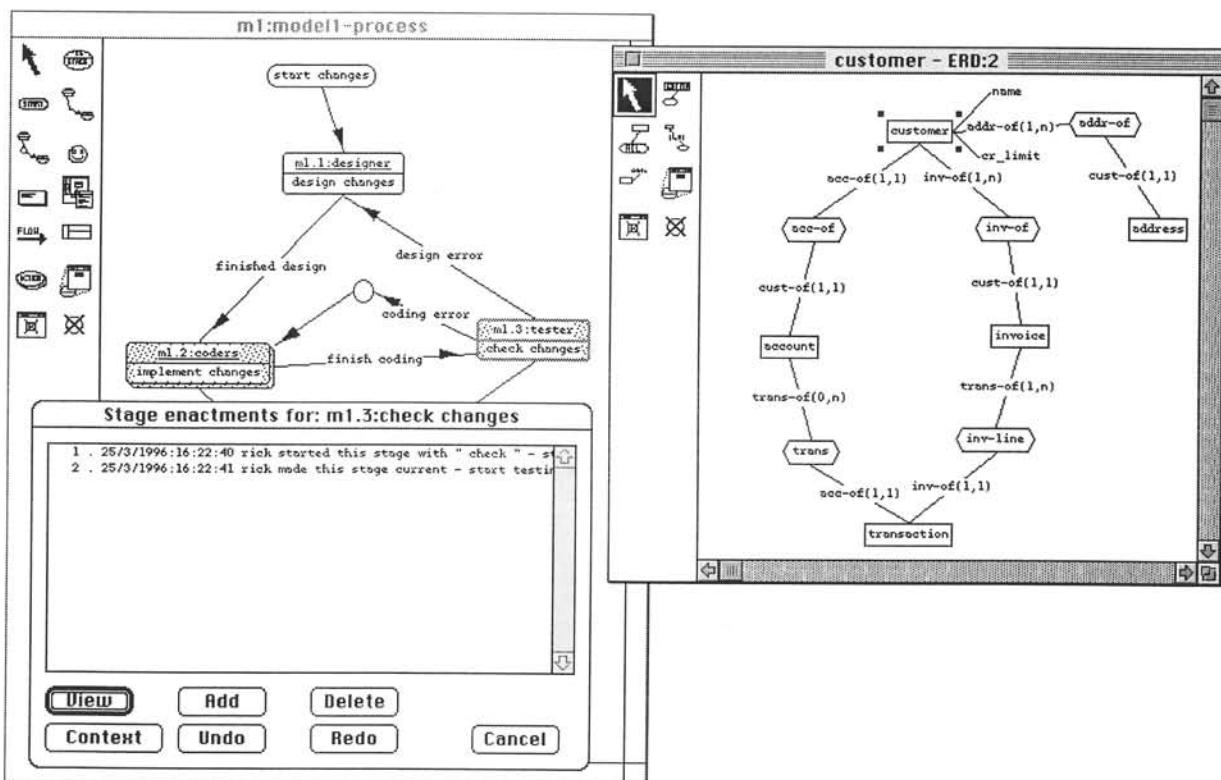 m1:model1-process
start changes
m1.1:designer
design changes
finished design
design error
coding error
m1.2:coders
implement changes
finish coding
m1.3:tester
check changes
START
FLOW
Stage enactments for: m1.3:check changes
1 . 25/3/1996:16:22:40 rick started this stage with " check " - st
2 . 25/3/1996:16:22:41 rick made this stage current - start testin
View
Add
Delete
Context
Undo
Redo
Cancel
customer - ERD:2
REL
name
customer
addr-of(1,n)
addr-of
cr_limit
acc-of(1,1)
inv-of(1,n)
cust-of(1,1)
acc-of
inv-of
address
cust-of(1,1)
cust-of(1,1)
account
invoice
trans-of(0,n)
trans-of(1,n)
trans
inv-line
acc-of(1,1)
inv-of(1,1)
transaction